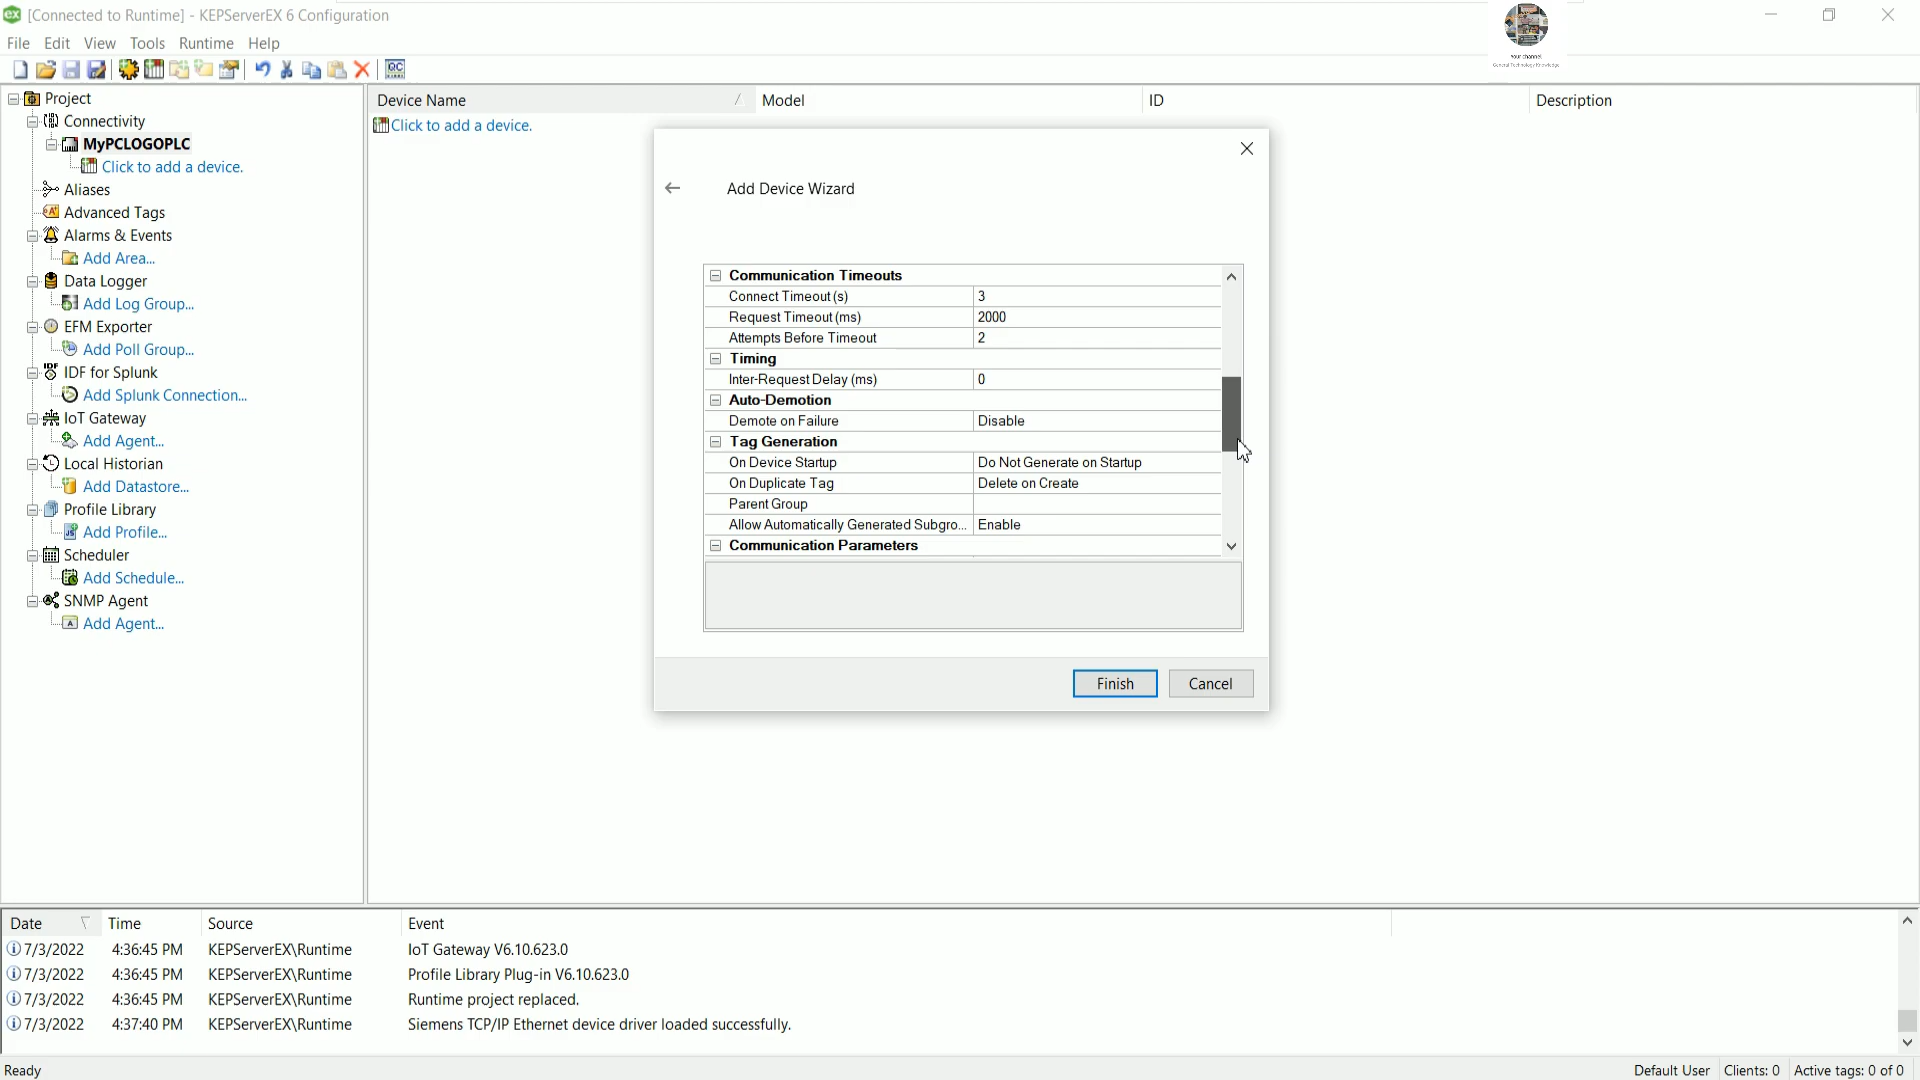 [Connected to Runtime] - KEPServerEX 6 Configuration
Your channel
General Technology Knowledge
File Edit View Tools Runtime Help
Project
Connectivity
MyPCLOGOPLC
Click to add a device.
Aliases
Advanced Tags
Alarms & Events
Add Area...
Data Logger
Add Log Group...
EFM Exporter
Add Poll Group...
IDF for Splunk
Add Splunk Connection...
IoT Gateway
Add Agent...
Local Historian
Add Datastore...
Profile Library
Add Profile...
Scheduler
Add Schedule...
SNMP Agent
Add Agent...
Device Name Model ID Description
Click to add a device.
Add Device Wizard
Communication Timeouts
Connect Timeout (s) 3
Request Timeout (ms) 2000
Attempts Before Timeout 2
Timing
Inter-Request Delay (ms) 0
Auto-Demotion
Demote on Failure Disable
Tag Generation
On Device Startup Do Not Generate on Startup
On Duplicate Tag Delete on Create
Parent Group
Allow Automatically Generated Subgro... Enable
Communication Parameters
Finish Cancel
Date Time Source Event
7/3/2022 4:36:45 PM KEPServerEX\Runtime IoT Gateway V6.10.623.0
7/3/2022 4:36:45 PM KEPServerEX\Runtime Profile Library Plug-in V6.10.623.0
7/3/2022 4:36:45 PM KEPServerEX\Runtime Runtime project replaced.
7/3/2022 4:37:40 PM KEPServerEX\Runtime Siemens TCP/IP Ethernet device driver loaded successfully.
Ready Default User Clients: 0 Active tags: 0 of 0